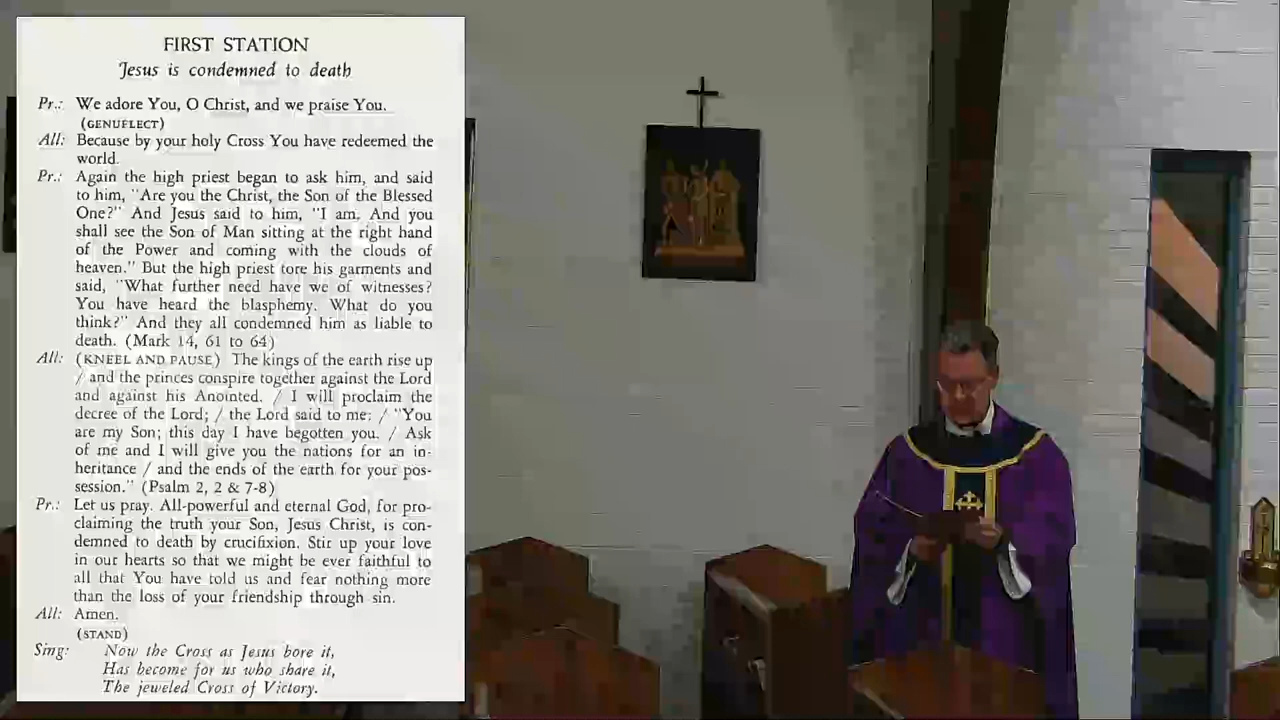 FIRST STATION
Jesus is condemned to death
Pr.: We adore You, O Christ, and we praise You.
(GENUFLECT)
All: Because by your holy Cross You have redeemed the
world.
Pr.: Again the high priest began to ask him, and said
to him, "Are you the Christ, the Son of the Blessed
One?" And Jesus said to him, "I am. And you
shall see the Son of Man sitting at the right hand
of the Power and coming with the clouds of
heaven." But the high priest tore his garments and
said, "What further need have we of witnesses?
You have heard the blasphemy. What do you
think?" And they all condemned him as liable to
death. (Mark 14, 61 to 64)
All: (KNEEL AND PAUSE) The kings of the earth rise up
/ and the princes conspire together against the Lord
and against his Anointed. / I will proclaim the
decree of the Lord; / the Lord said to me: / "You
are my Son; this day I have begotten you. / Ask
of me and I will give you the nations for an in-
heritance / and the ends of the earth for your pos-
session." (Psalm 2, 2 & 7-8)
Pr.: Let us pray. All-powerful and eternal God, for pro-
claiming the truth your Son, Jesus Christ, is con-
demned to death by crucifixion. Stir up your love
in our hearts so that we might be ever faithful to
all that You have told us and fear nothing more
than the loss of your friendship through sin.
All: Amen.
(STAND)
Sing: Now the Cross as Jesus bore it,
Has become for us who share it,
The jeweled Cross of Victory.